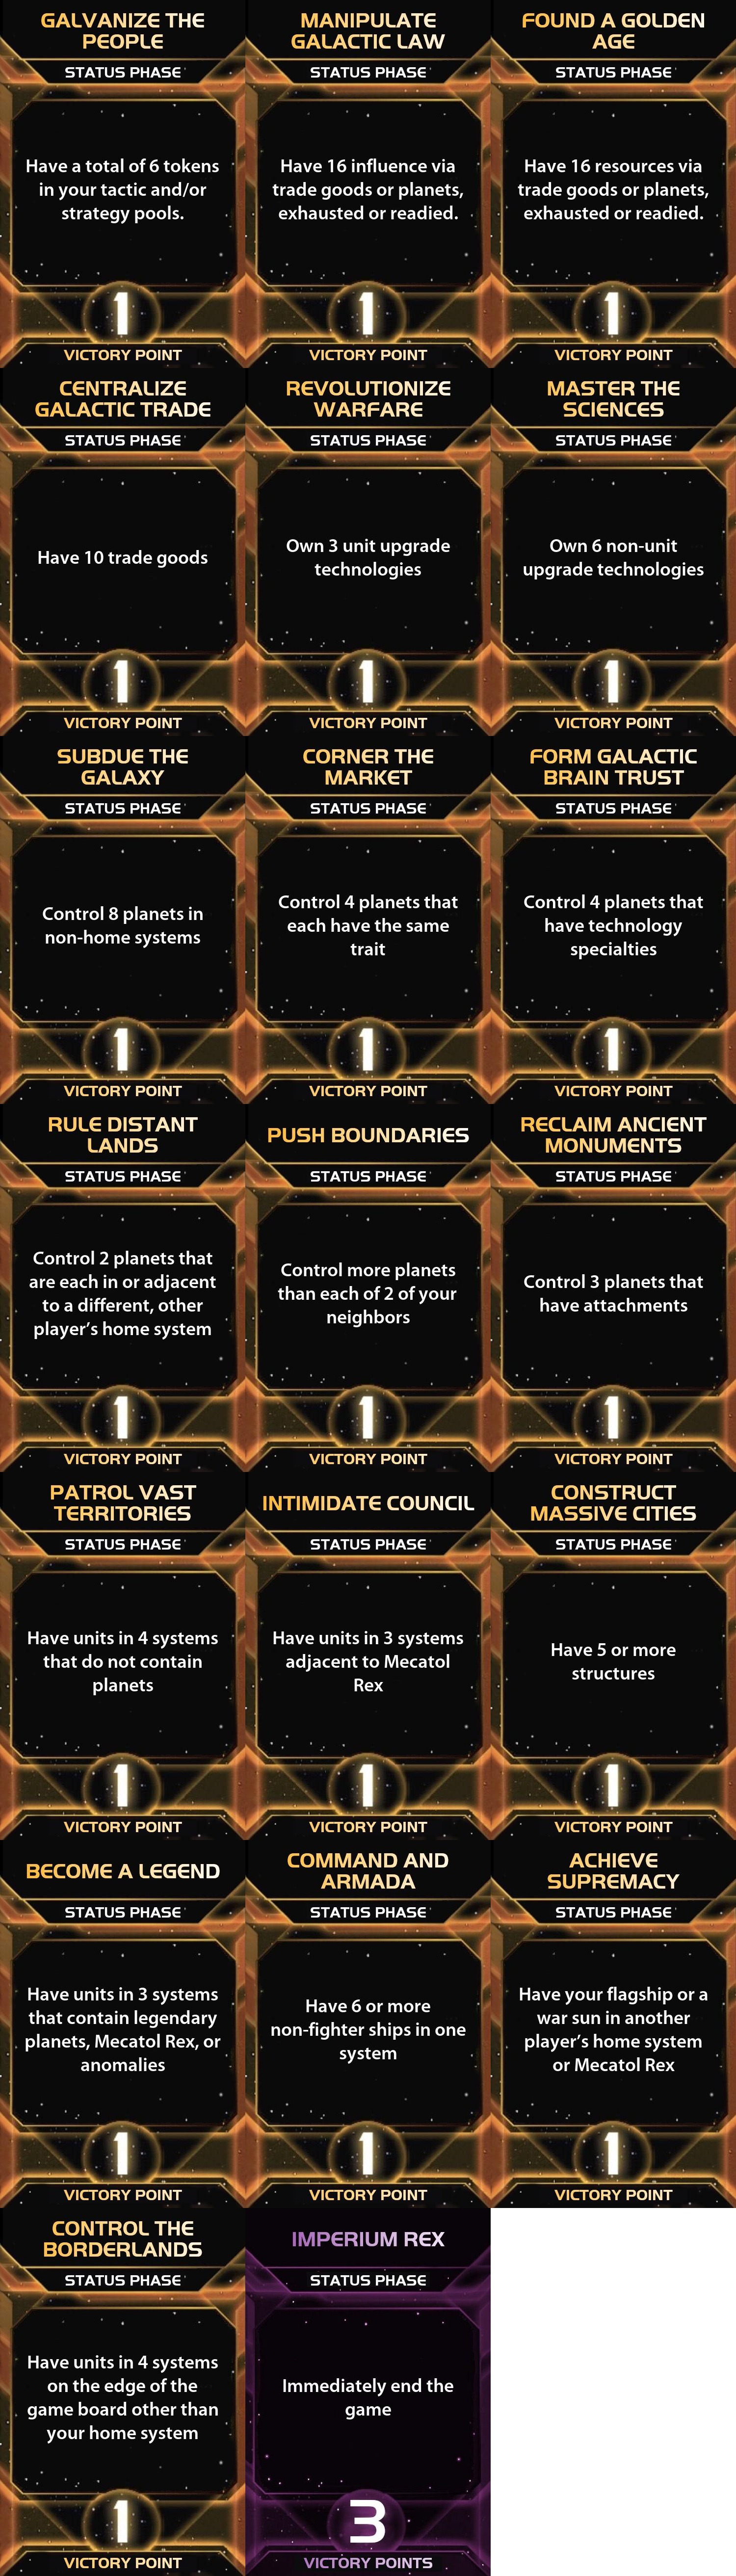 GALVANIZE THE
PEOPLE
STATUS PHASE
Have a total of 6 tokens
in your tactic and/or
strategy pools.
1
VICTORY POINT
MANIPULATE
GALACTIC LAW
STATUS PHASE
Have 16 influence via
trade goods or planets,
exhausted or readied.
1
VICTORY POINT
FOUND A GOLDEN
AGE
STATUS PHASE
Have 16 resources via
trade goods or planets,
exhausted or readied.
1
VICTORY POINT
CENTRALIZE
GALACTIC TRADE
STATUS PHASE
Have 10 trade goods
1
VICTORY POINT
REVOLUTIONIZE
WARFARE
STATUS PHASE
Own 3 unit upgrade
technologies
1
VICTORY POINT
MASTER THE
SCIENCES
STATUS PHASE
Own 6 non-unit
upgrade technologies
1
VICTORY POINT
SUBDUE THE
GALAXY
STATUS PHASE
Control 8 planets in
non-home systems
1
VICTORY POINT
CORNER THE
MARKET
STATUS PHASE
Control 4 planets that
each have the same
trait
1
VICTORY POINT
FORM GALACTIC
BRAIN TRUST
STATUS PHASE
Control 4 planets that
have technology
specialties
1
VICTORY POINT
RULE DISTANT
LANDS
STATUS PHASE
Control 2 planets that
are each in or adjacent
to a different, other
player’s home system
1
VICTORY POINT
PUSH BOUNDARIES
STATUS PHASE
Control more planets
than each of 2 of your
neighbors
1
VICTORY POINT
RECLAIM ANCIENT
MONUMENTS
STATUS PHASE
Control 3 planets that
have attachments
1
VICTORY POINT
PATROL VAST
TERRITORIES
STATUS PHASE
Have units in 4 systems
that do not contain
planets
1
VICTORY POINT
INTIMIDATE COUNCIL
STATUS PHASE
Have units in 3 systems
adjacent to Mecatol
Rex
1
VICTORY POINT
CONSTRUCT
MASSIVE CITIES
STATUS PHASE
Have 5 or more
structures
1
VICTORY POINT
BECOME A LEGEND
STATUS PHASE
Have units in 3 systems
that contain legendary
planets, Mecatol Rex, or
anomalies
1
VICTORY POINT
COMMAND AND
ARMADA
STATUS PHASE
Have 6 or more
non-fighter ships in one
system
1
VICTORY POINT
ACHIEVE
SUPREMACY
STATUS PHASE
Have your flagship or a
war sun in another
player’s home system
or Mecatol Rex
1
VICTORY POINT
CONTROL THE
BORDERLANDS
STATUS PHASE
Have units in 4 systems
on the edge of the
game board other than
your home system
1
VICTORY POINT
IMPERIUM REX
STATUS PHASE
Immediately end the
game
3
VICTORY POINTS